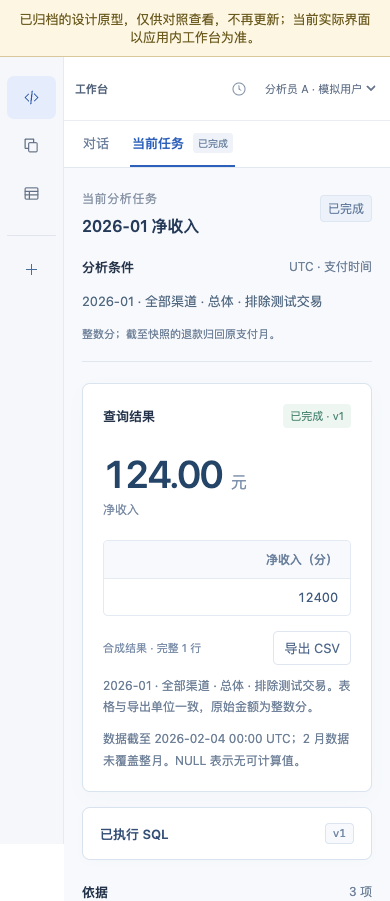 已归档的设计原型，仅供对照查看，不再更新；当前实际界面
以应用内工作台为准。
工作台
分析员 A · 模拟用户
对话
当前任务
已完成
当前分析任务
2026-01 净收入
已完成
分析条件
UTC · 支付时间
2026-01 · 全部渠道 · 总体 · 排除测试交易
整数分；截至快照的退款归回原支付月。
查询结果
已完成 · v1
124.00 元
净收入
净收入（分）
12400
合成结果 · 完整 1 行
导出 CSV
2026-01 · 全部渠道 · 总体 · 排除测试交易。表
格与导出单位一致，原始金额为整数分。
数据截至 2026-02-04 00:00 UTC；2 月数据
未覆盖整月。NULL 表示无可计算值。
已执行 SQL
v1
依据
3 项